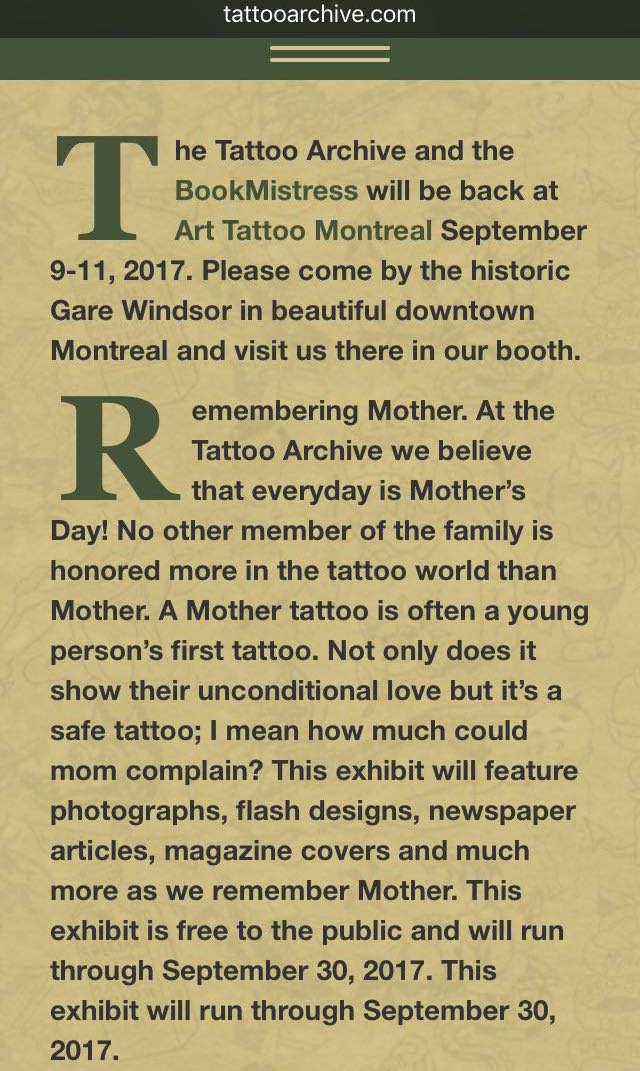 tattooarchive.com
The Tattoo Archive and the
BookMistress will be back at
Art Tattoo Montreal September
9-11, 2017. Please come by the historic
Gare Windsor in beautiful downtown
Montreal and visit us there in our booth.
Remembering Mother. At the
Tattoo Archive we believe
that everyday is Mother’s
Day! No other member of the family is
honored more in the tattoo world than
Mother. A Mother tattoo is often a young
person’s first tattoo. Not only does it
show their unconditional love but it’s a
safe tattoo; I mean how much could
mom complain? This exhibit will feature
photographs, flash designs, newspaper
articles, magazine covers and much
more as we remember Mother. This
exhibit is free to the public and will run
through September 30, 2017. This
exhibit will run through September 30,
2017.